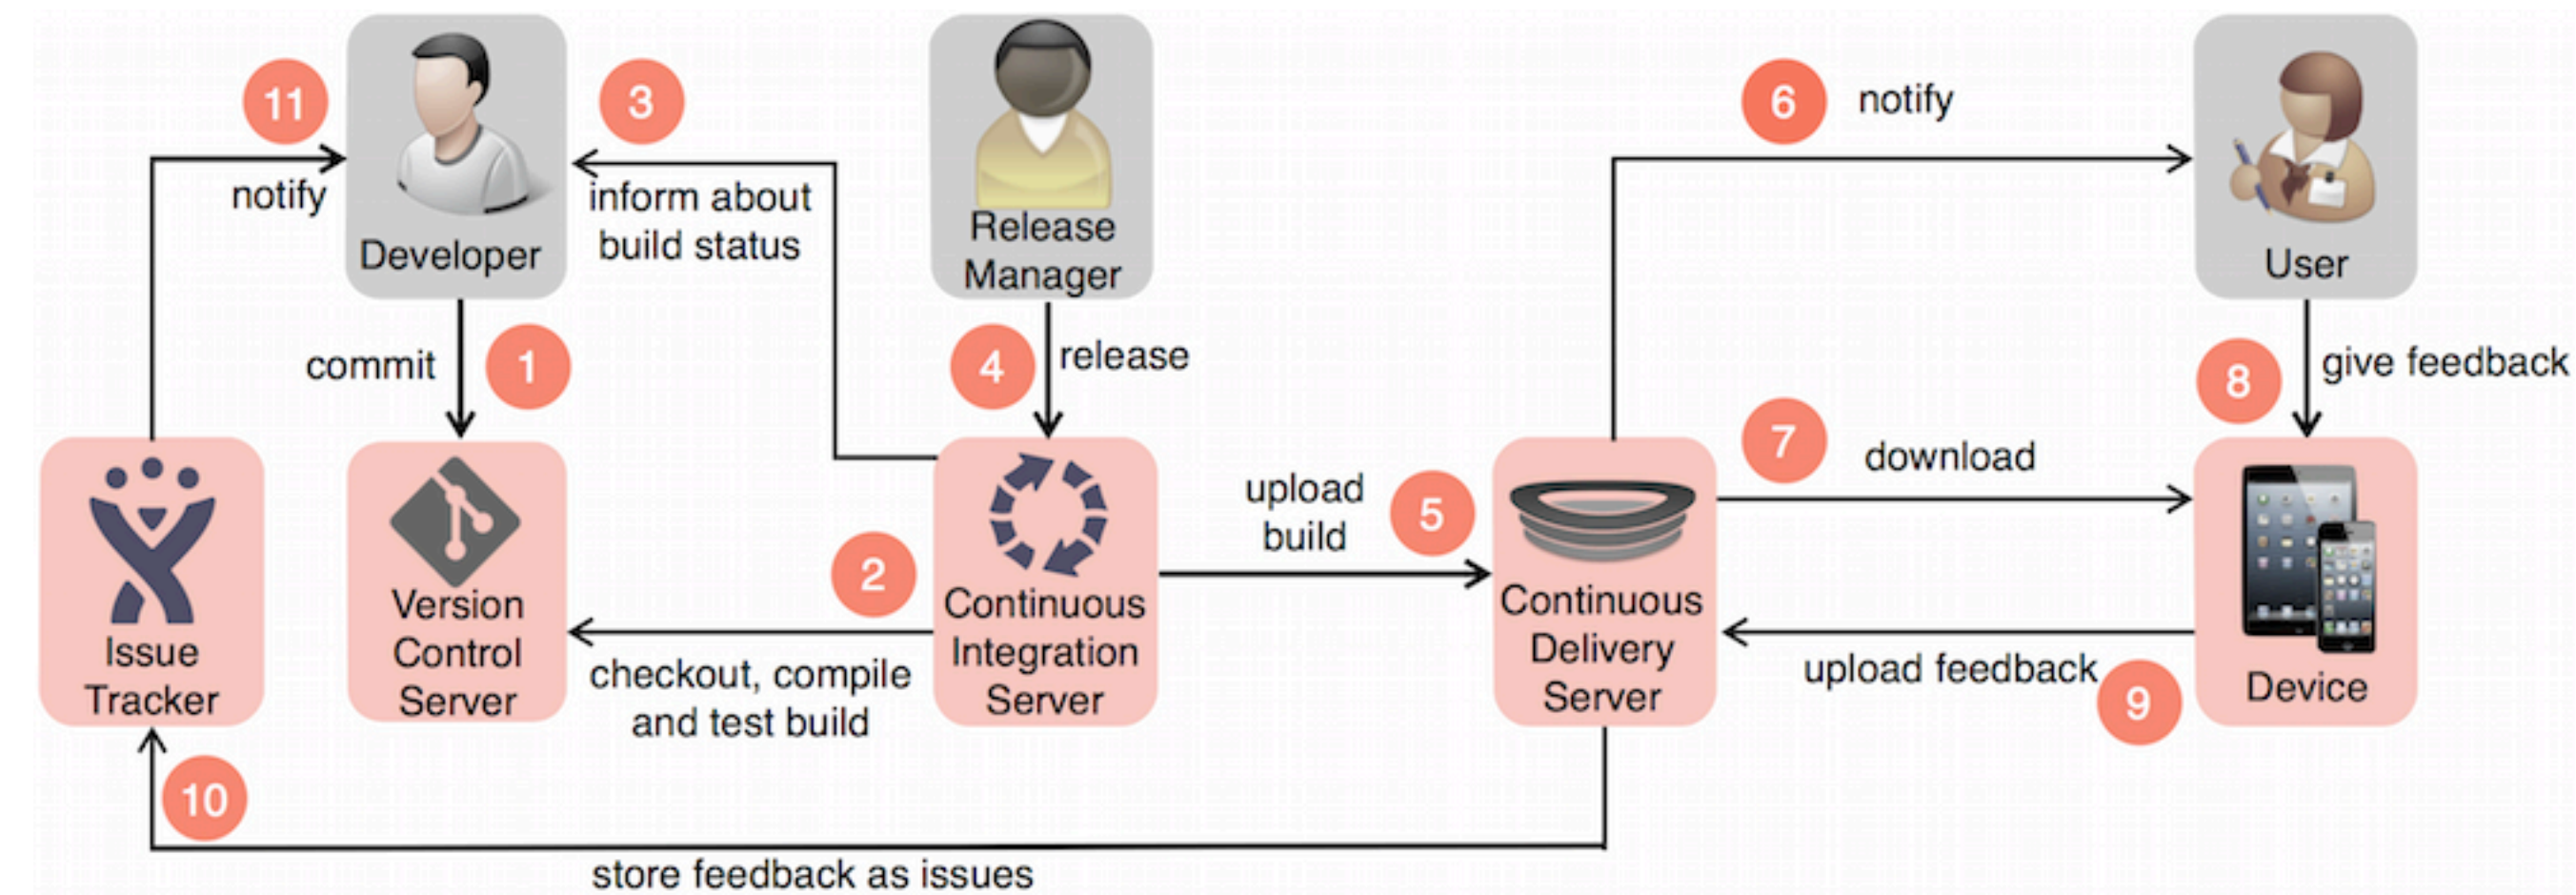 11
notify
Developer
3
inform about
build status
Release
Manager
6
notify
User
commit
1
4
release
8
give feedback
Issue
Tracker
Version
Control
Server
2
checkout, compile
and test build
Continuous
Integration
Server
upload
build
5
Continuous
Delivery
Server
7
download
upload feedback
9
Device
10
store feedback as issues